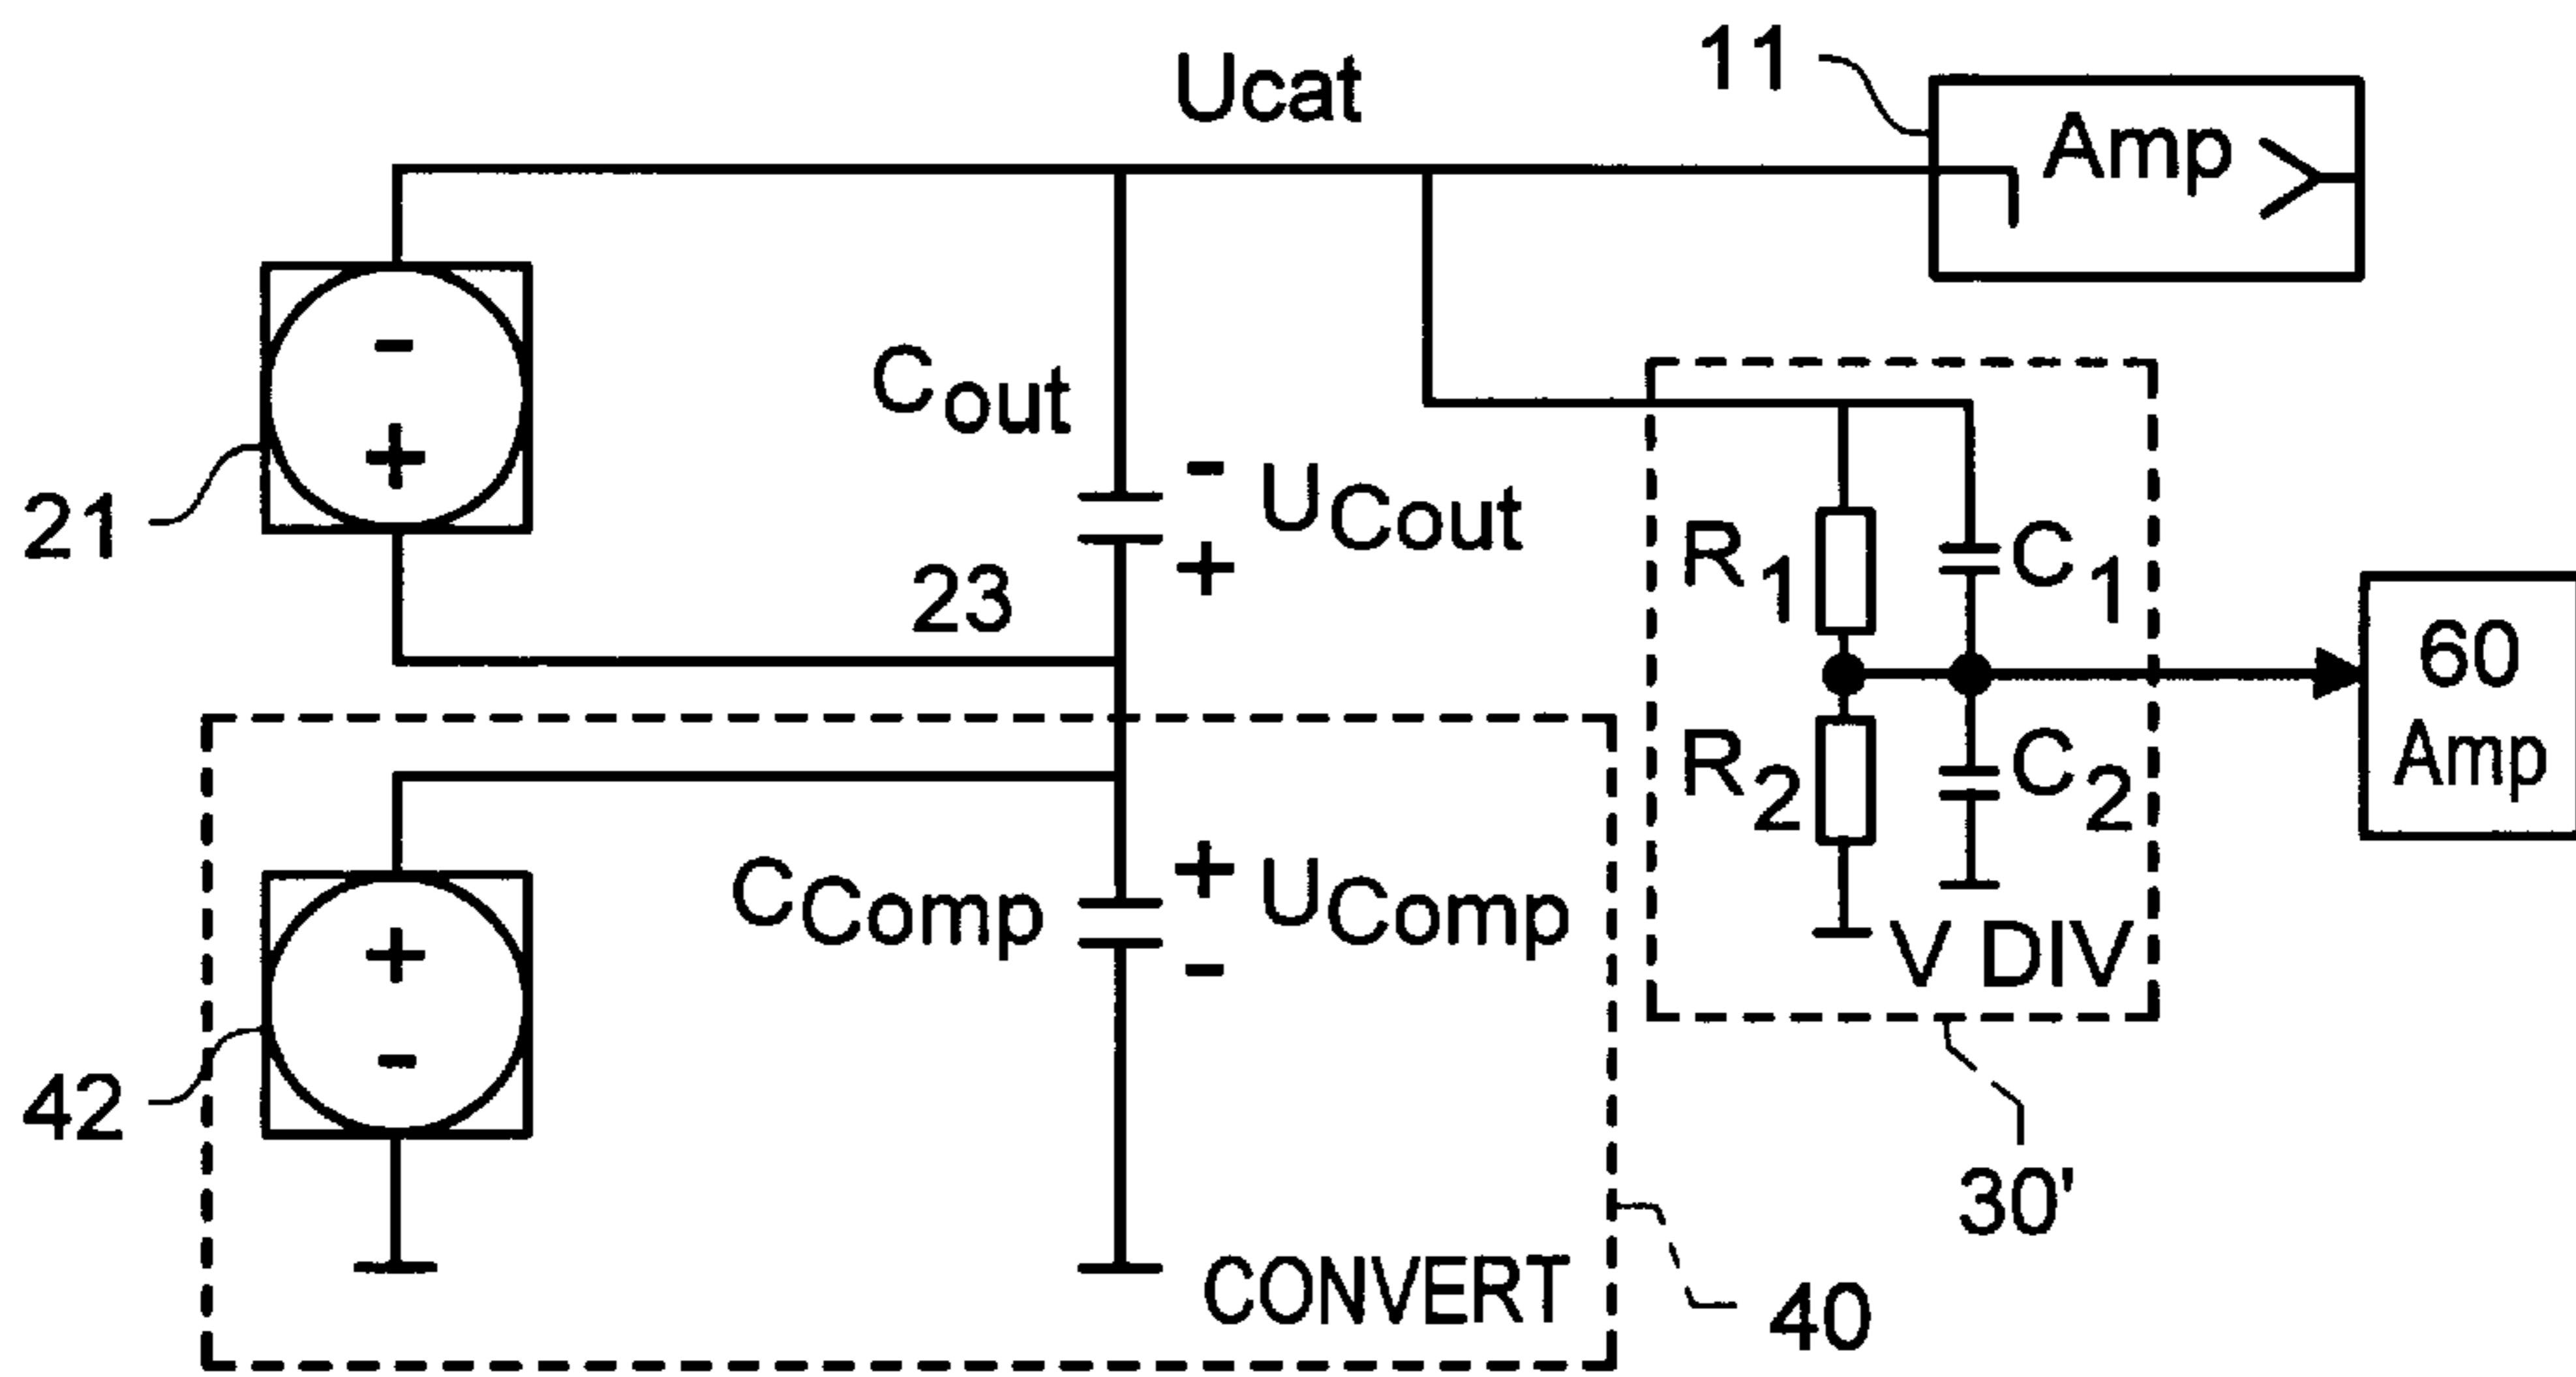 Ucat
11
Amp
Cout
-
+
- UCout
+
21
23
R1
C1
60
Amp
R2
C2
CComp
+ UComp
-
+
-
V DIV
42
30'
CONVERT
40